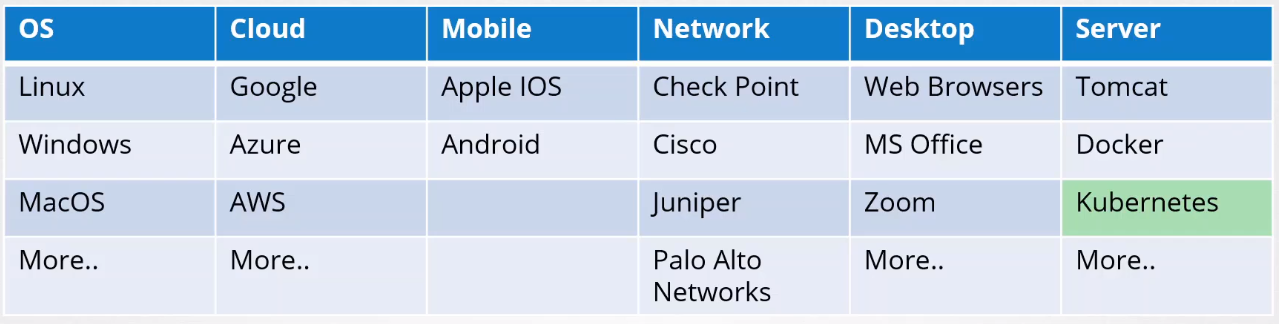 OS Cloud Mobile Network Desktop Server
Linux Google Apple IOS Check Point Web Browsers Tomcat
Windows Azure Android Cisco MS Office Docker
MacOS AWS Juniper Zoom Kubernetes
More.. More.. Palo Alto More.. More..
Networks